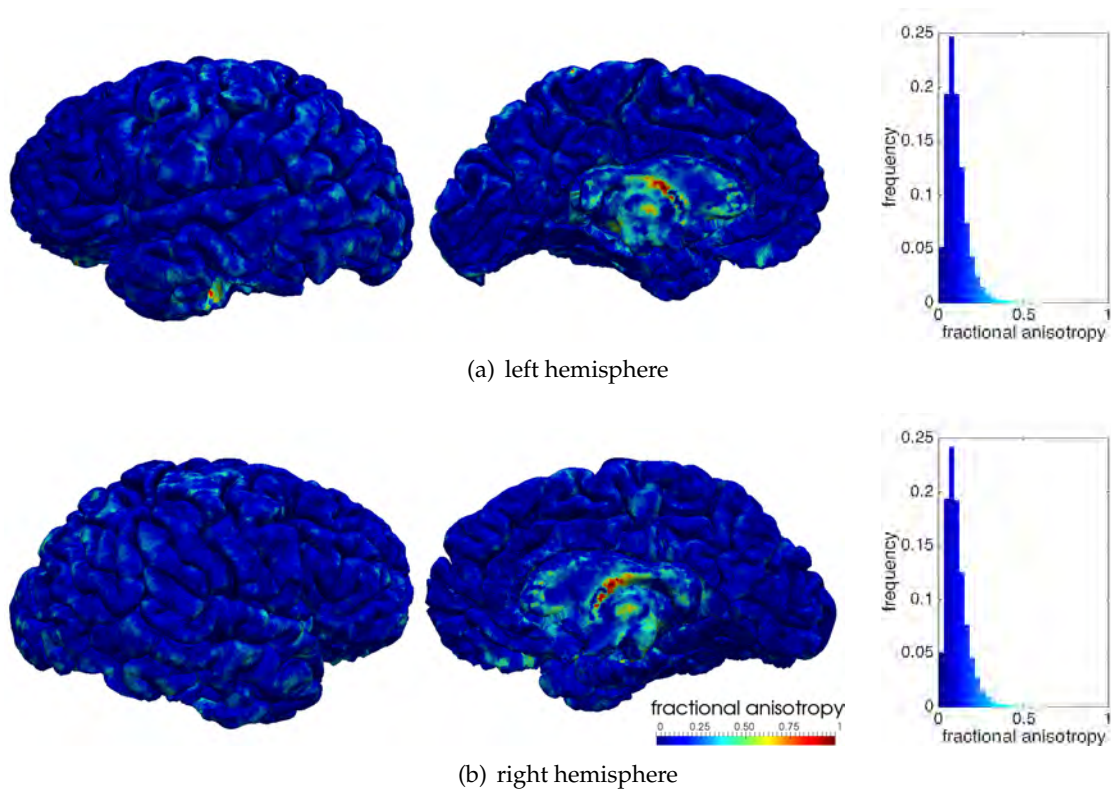 0.25
0.2
0.15
0.1
0.05
0
frequency
0 0.5 1
fractional anisotropy
(a) left hemisphere
0.25
0.2
0.15
0.1
0.05
0
frequency
0 0.5 1
fractional anisotropy
fractional anisotropy
0 0.25 0.50 0.75 1
(b) right hemisphere